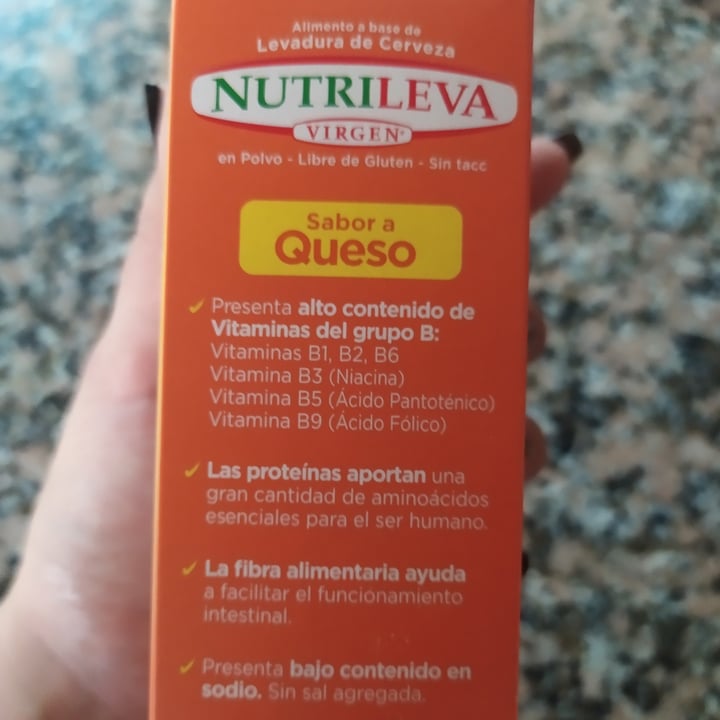 Alimento a base de
Levadura de Cerveza
NUTRILEVA
VIRGEN®
en Polvo - Libre de Gluten - Sin tacc
Sabor a
Queso
Presenta alto contenido de
Vitaminas del grupo B:
Vitaminas B1, B2, B6
Vitamina B3 (Niacina)
Vitamina B5 (Ácido Pantoténico)
Vitamina B9 (Ácido Fólico)
Las proteínas aportan una
gran cantidad de aminoácidos
esenciales para el ser humano.
La fibra alimentaria ayuda
a facilitar el funcionamiento
intestinal.
Presenta bajo contenido en
sodio. Sin sal agregada.